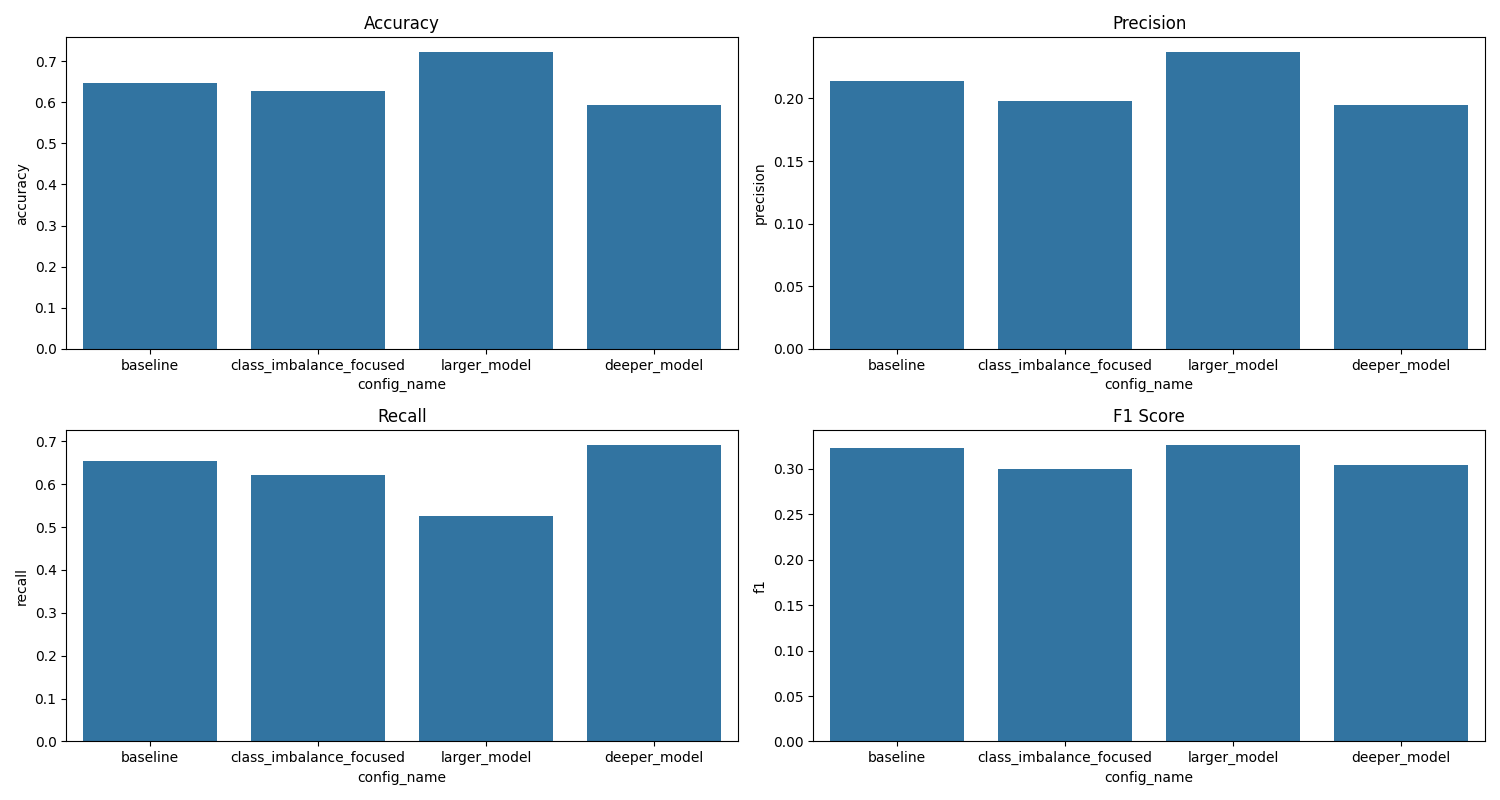 Accuracy
0.7
0.6
0.5
0.4
0.3
0.2
0.1
0.0
accuracy
baseline class_imbalance_focused larger_model deeper_model
config_name
Precision
0.20
0.15
0.10
0.05
0.00
precision
baseline class_imbalance_focused larger_model deeper_model
config_name
Recall
0.7
0.6
0.5
0.4
0.3
0.2
0.1
0.0
recall
baseline class_imbalance_focused larger_model deeper_model
config_name
F1 Score
0.30
0.25
0.20
0.15
0.10
0.05
0.00
f1
baseline class_imbalance_focused larger_model deeper_model
config_name